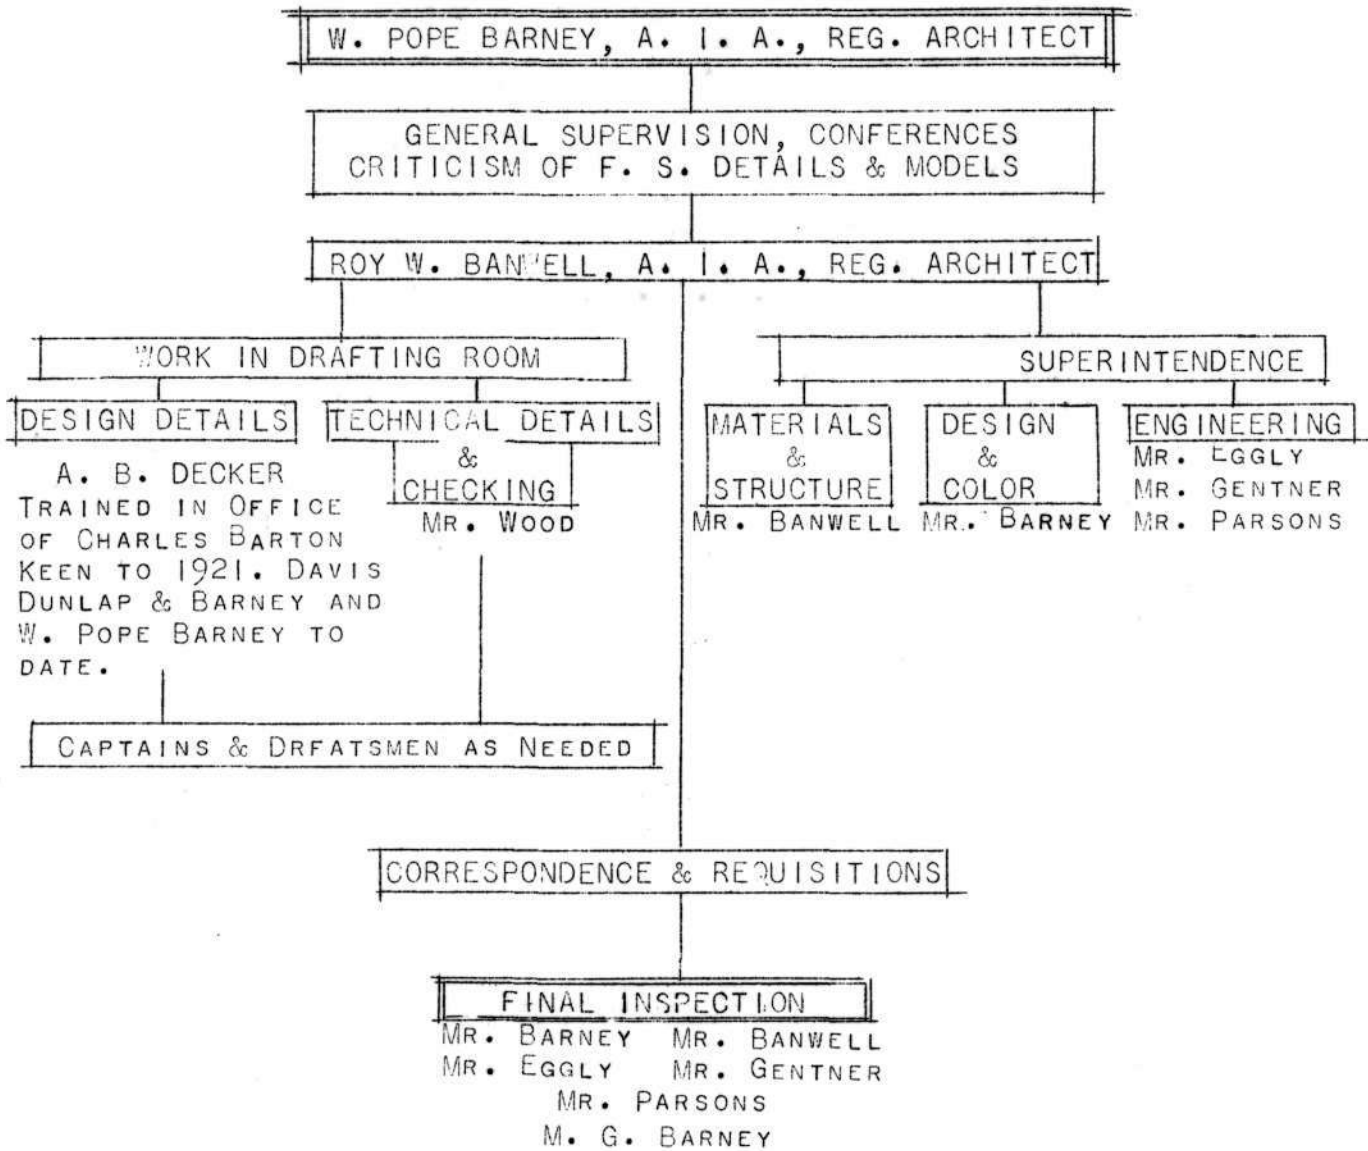 W. POPE BARNEY, A. I. A., REG. ARCHITECT
GENERAL SUPERVISION, CONFERENCES
CRITICISM OF F. S. DETAILS & MODELS
ROY W. BANWELL, A. I. A., REG. ARCHITECT
WORK IN DRAFTING ROOM
DESIGN DETAILS
A. B. DECKER
TRAINED IN OFFICE
OF CHARLES BARTON
KEEN TO 1921. DAVIS
DUNLAP & BARNEY AND
W. POPE BARNEY TO
DATE.
TECHNICAL DETAILS
&
CHECKING
MR. WOOD
CAPTAINS & DRFATSMEN AS NEEDED
SUPERINTENDENCE
MATERIALS
&
STRUCTURE
MR. BANWELL
DESIGN
&
COLOR
MR. BARNEY
ENGINEERING
MR. EGGLY
MR. GENTNER
MR. PARSONS
CORRESPONDENCE & REQUISITIONS
FINAL INSPECTION
MR. BARNEY MR. BANWELL
MR. EGGLY MR. GENTNER
MR. PARSONS
M. G. BARNEY